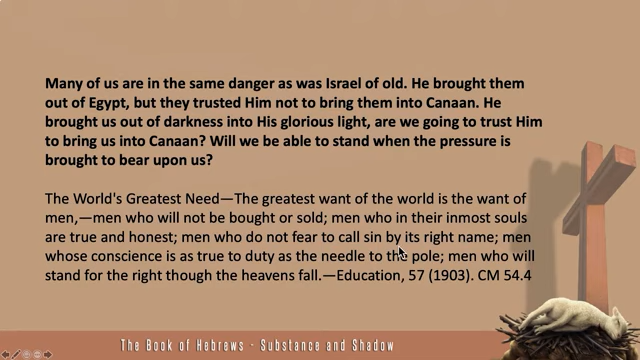 Many of us are in the same danger as was Israel of old. He brought them
out of Egypt, but they trusted Him not to bring them into Canaan. He
brought us out of darkness into His glorious light, are we going to trust Him
to bring us into Canaan? Will we be able to stand when the pressure is
brought to bear upon us?
The World's Greatest Need—The greatest want of the world is the want of
men,—men who will not be bought or sold; men who in their inmost souls
are true and honest; men who do not fear to call sin by its right name; men
whose conscience is as true to duty as the needle to the pole; men who will
stand for the right though the heavens fall.—Education, 57 (1903). CM 54.4
The Book of Hebrews - Substance and Shadow